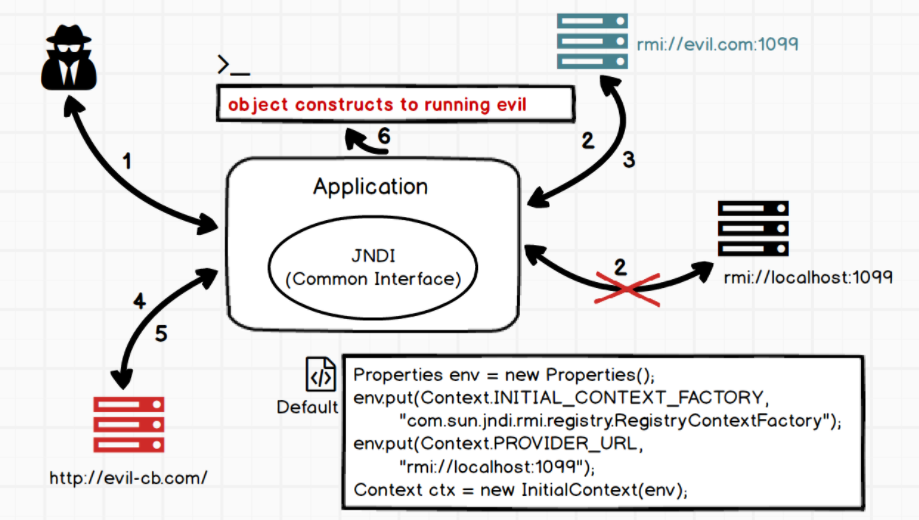 rmi://evil.com:1099
>_
object constructs to running evil
6
2
3
1
Application
JNDI
(Common Interface)
2
rmi://localhost:1099
4
5
Default
Properties env = new Properties();
env.put(Context.INITIAL_CONTEXT_FACTORY,
"com.sun.jndi.rmi.registry.RegistryContextFactory");
env.put(Context.PROVIDER_URL,
"rmi://localhost:1099");
Context ctx = new InitialContext(env);
http://evil-cb.com/